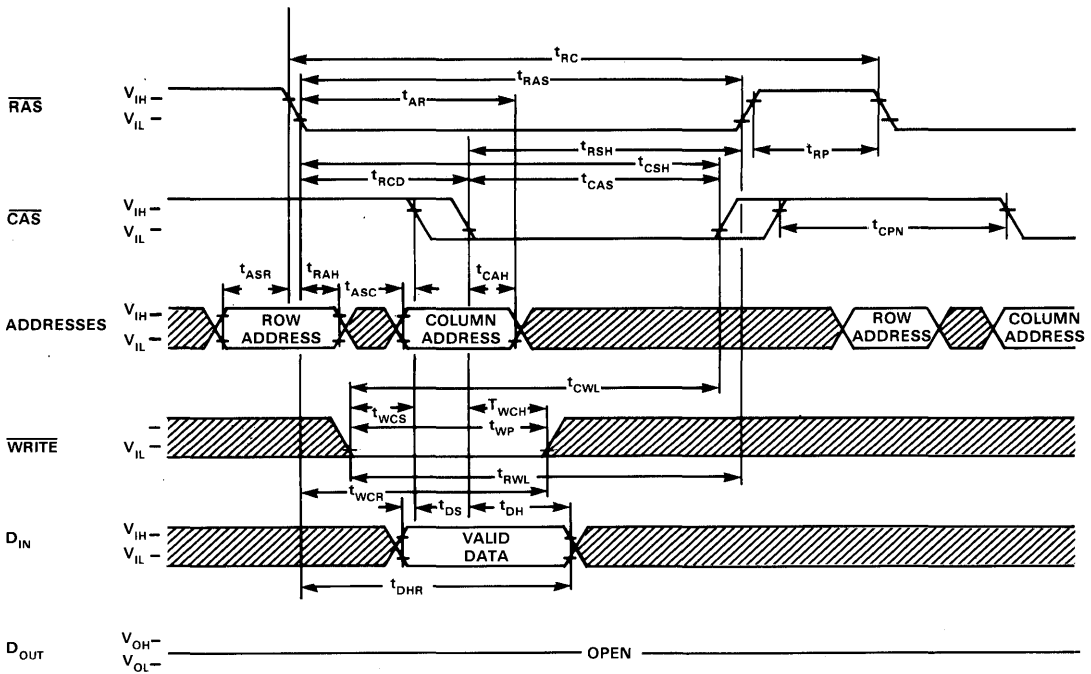 tRC
tRAS
RAS
VIH
VIL
tAR
tRSH
tRP
tCSH
tRCD
tCAS
CAS
VIH
VIL
tCPN
tASR
tRAH
tASC
tCAH
ADDRESSES
VIH
VIL
ROW
ADDRESS
COLUMN
ADDRESS
ROW
ADDRESS
COLUMN
ADDRESS
tCWL
tWCS
TWCH
tWP
WRITE
VIL
tRWL
tWCR
tDS
tDH
DIN
VIH
VIL
VALID
DATA
tDHR
DOUT
VOH
VOL
OPEN